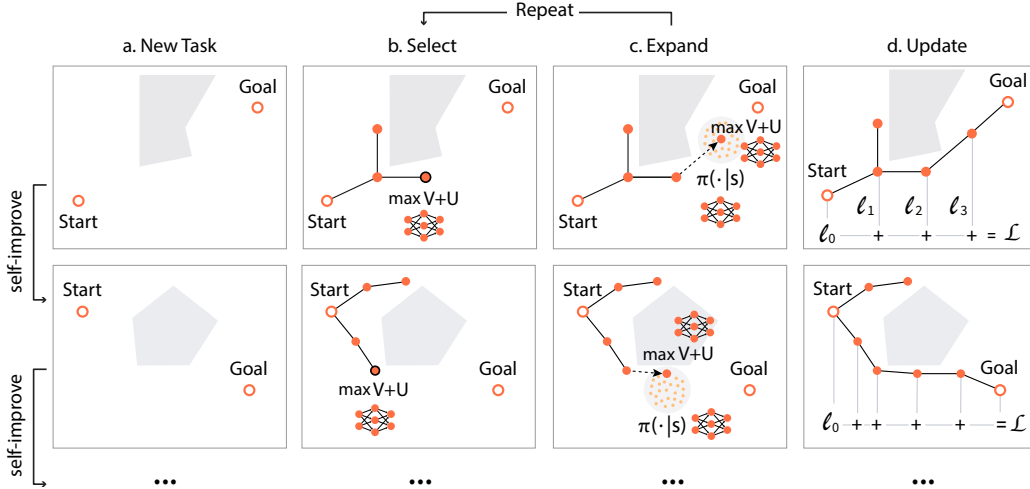 Repeat
a. New Task
b. Select
c. Expand
d. Update
Goal
Start
Goal
max V+U
Start
Goal
max V+U
π(·|s)
Start
Goal
Start
ℓ₁ ℓ₂ ℓ₃
ℓ₀ + + + = ℒ
self-improve
Start
Goal
Start
max V+U
Goal
Start
max V+U
Goal
π(·|s)
Start
Goal
ℓ₀ + + + + = ℒ
self-improve
... ... ... ...